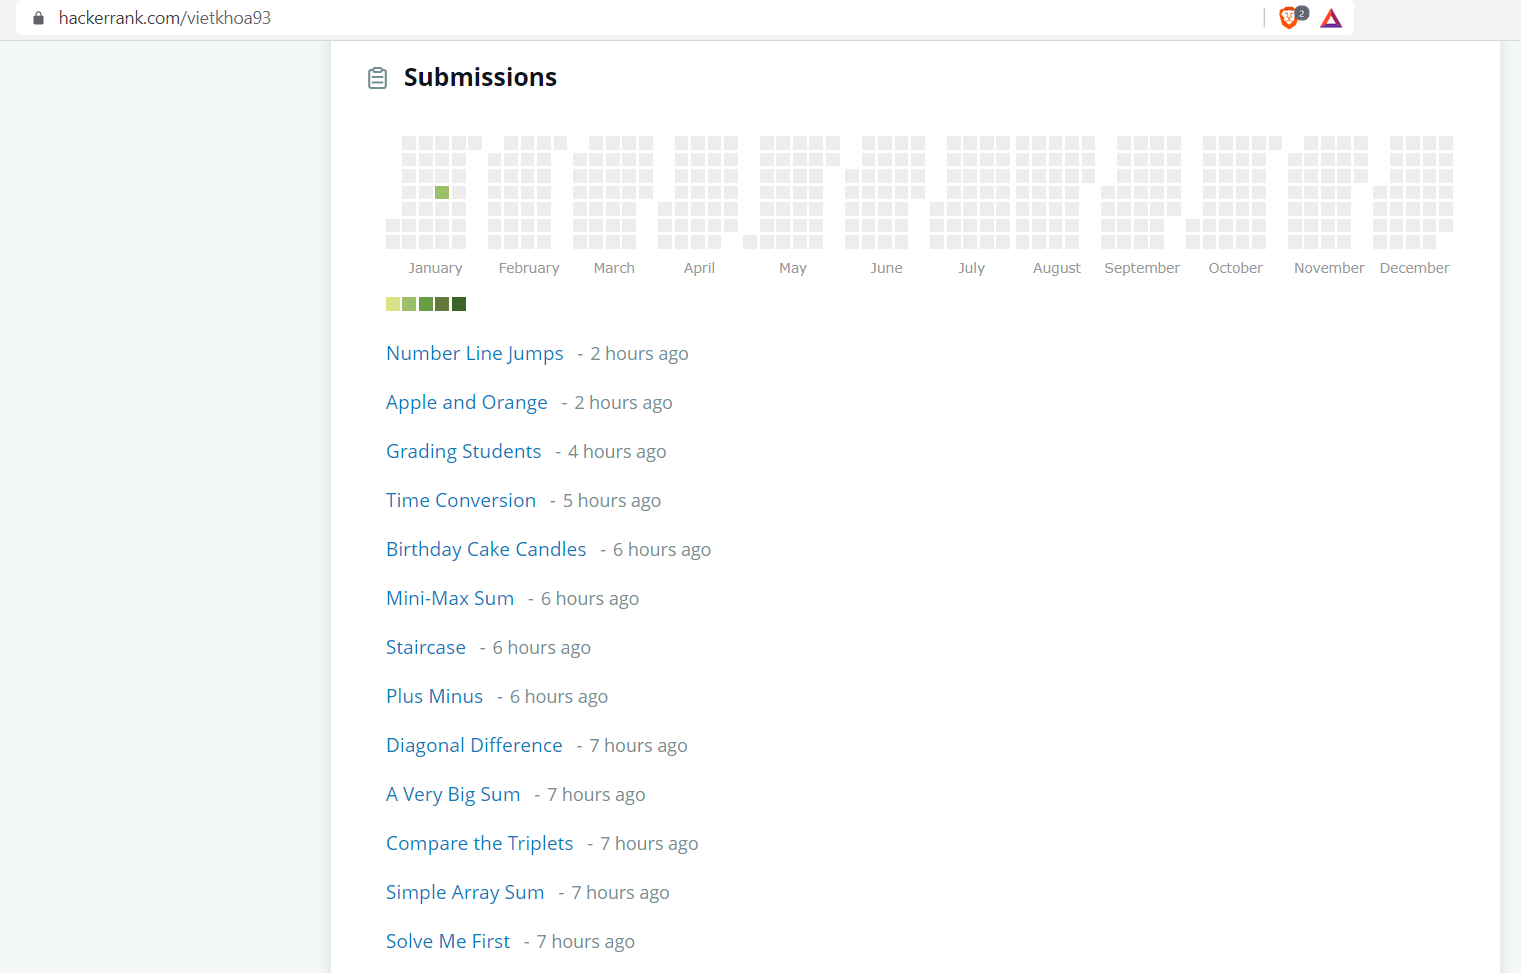 hackerrank.com/vietkhoa93
2
Submissions
January February March April May June July August September October November December
Number Line Jumps - 2 hours ago
Apple and Orange - 2 hours ago
Grading Students - 4 hours ago
Time Conversion - 5 hours ago
Birthday Cake Candles - 6 hours ago
Mini-Max Sum - 6 hours ago
Staircase - 6 hours ago
Plus Minus - 6 hours ago
Diagonal Difference - 7 hours ago
A Very Big Sum - 7 hours ago
Compare the Triplets - 7 hours ago
Simple Array Sum - 7 hours ago
Solve Me First - 7 hours ago